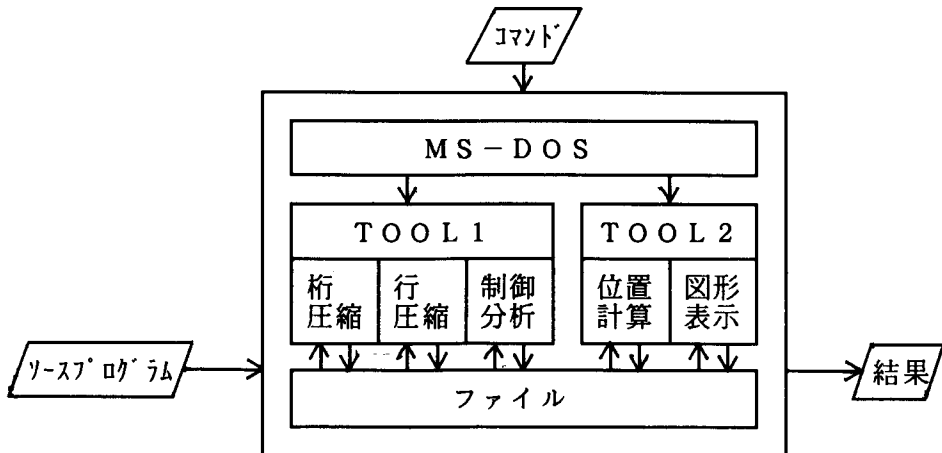 コマンド
ＭＳ－ＤＯＳ
ＴＯＯＬ１
ＴＯＯＬ２
桁
圧縮
行
圧縮
制御
分析
位置
計算
図形
表示
ソースプログラム
ファイル
結果